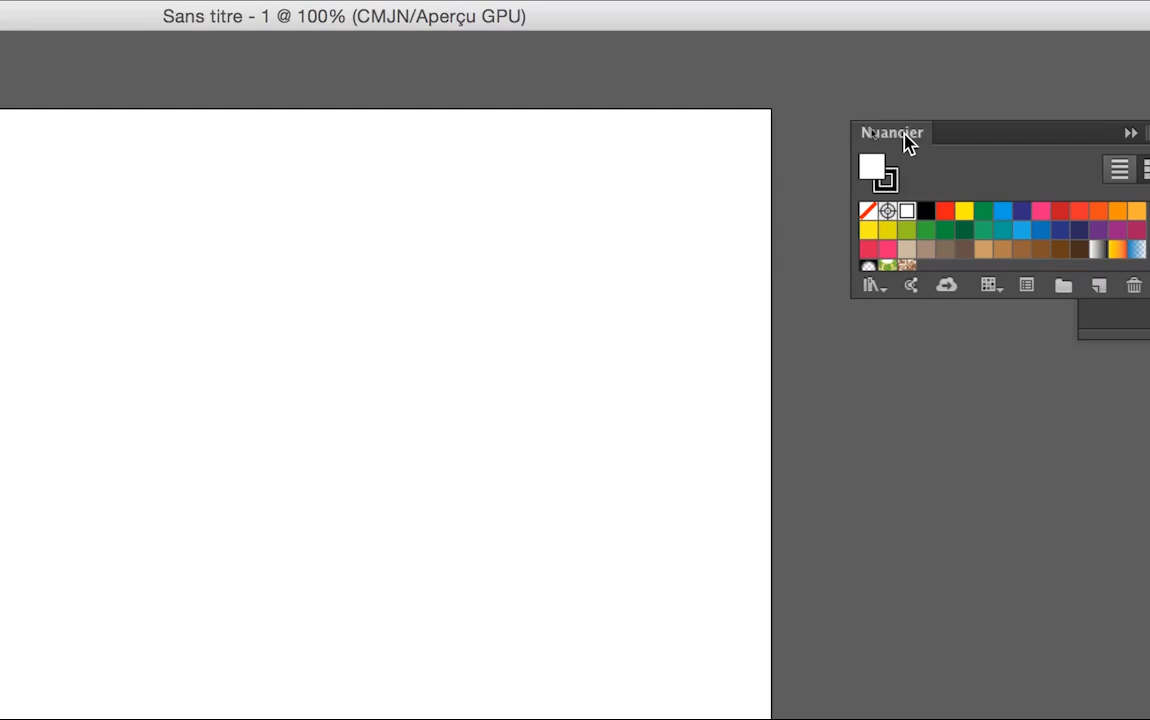 Sans titre - 1 @ 100% (CMJN/Aperçu GPU)
Nuancier